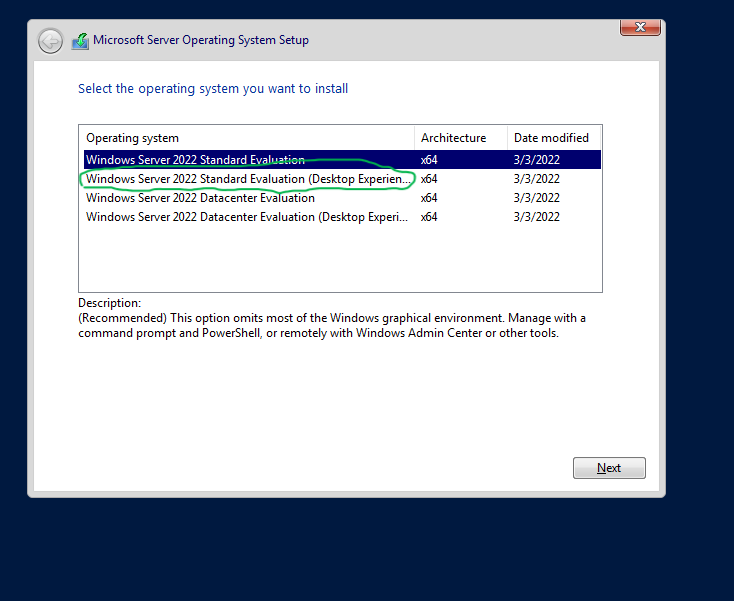 Microsoft Server Operating System Setup
Select the operating system you want to install
Operating system Architecture Date modified
Windows Server 2022 Standard Evaluation x64 3/3/2022
Windows Server 2022 Standard Evaluation (Desktop Experien... x64 3/3/2022
Windows Server 2022 Datacenter Evaluation x64 3/3/2022
Windows Server 2022 Datacenter Evaluation (Desktop Experi... x64 3/3/2022
Description:
(Recommended) This option omits most of the Windows graphical environment. Manage with a
command prompt and PowerShell, or remotely with Windows Admin Center or other tools.
Next